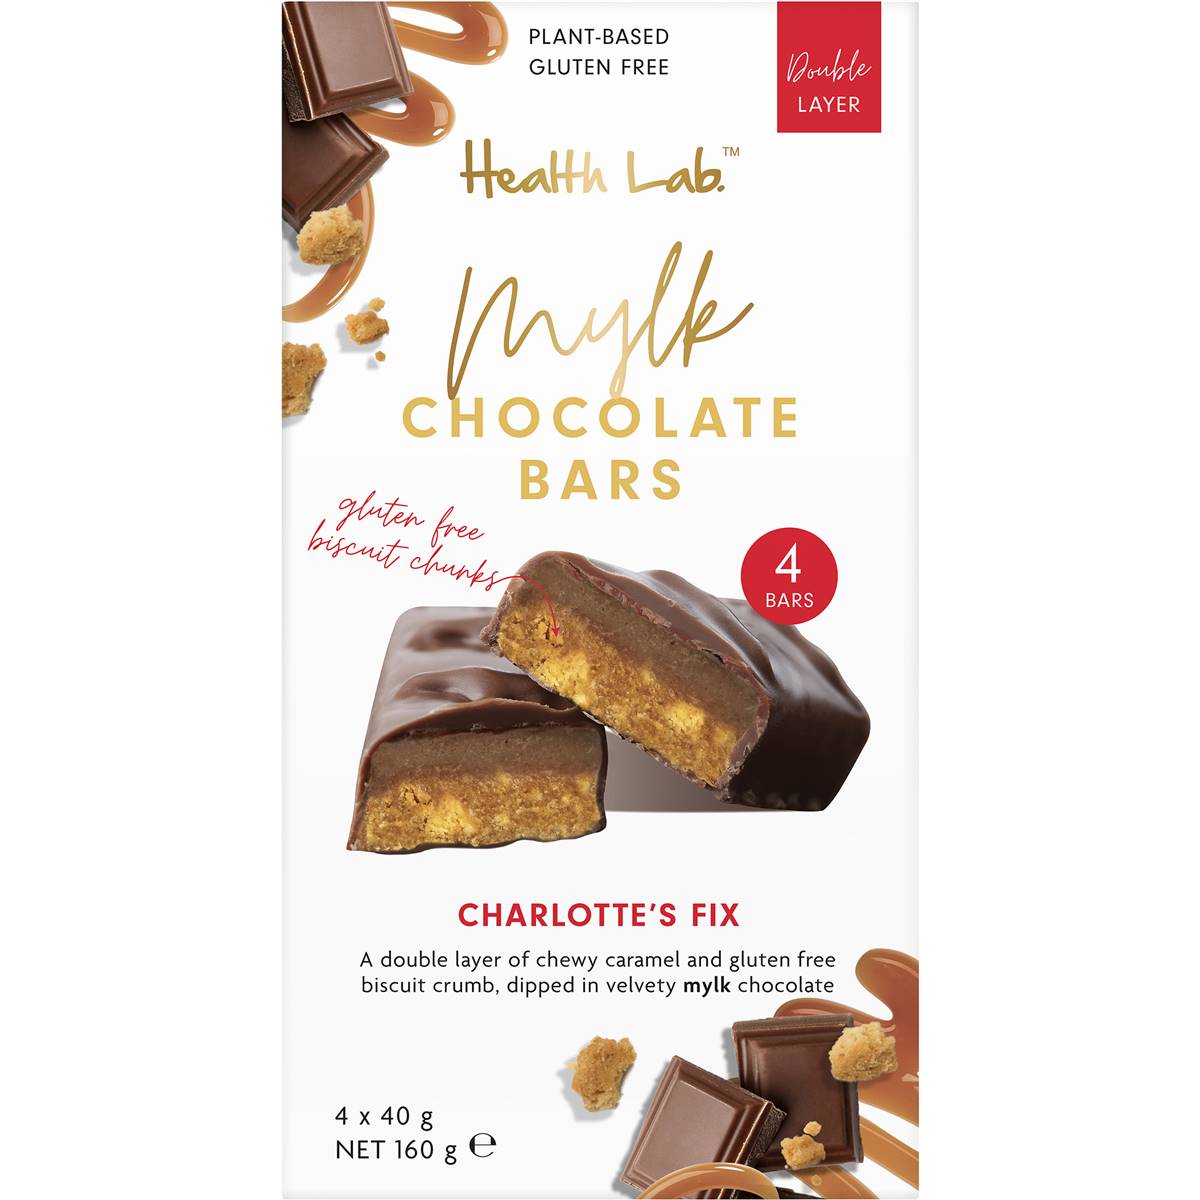 PLANT-BASED
GLUTEN FREE
Double
LAYER
Health Lab.™
Mylk
CHOCOLATE
BARS
gluten free
biscuit chunks
4
BARS
CHARLOTTE'S FIX
A double layer of chewy caramel and gluten free
biscuit crumb, dipped in velvety mylk chocolate
4 x 40 g
NET 160 g ℮